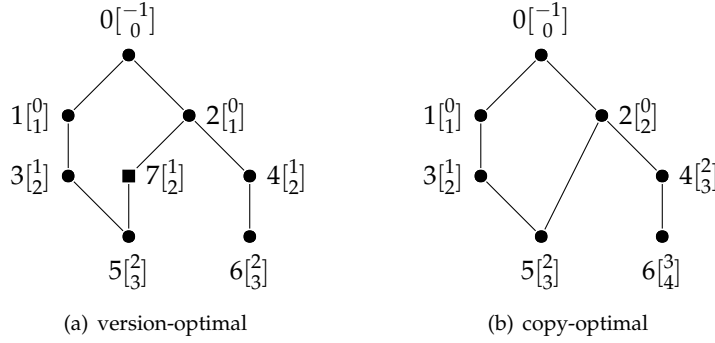 0[−1 0] 0[−1 0]
1[0 1] 2[0 1] 1[0 1] 2[0 2]
3[1 2] 7[1 2] 4[1 2] 3[1 2] 4[2 3]
5[2 3] 6[2 3] 5[2 3] 6[3 4]
(a) version-optimal (b) copy-optimal